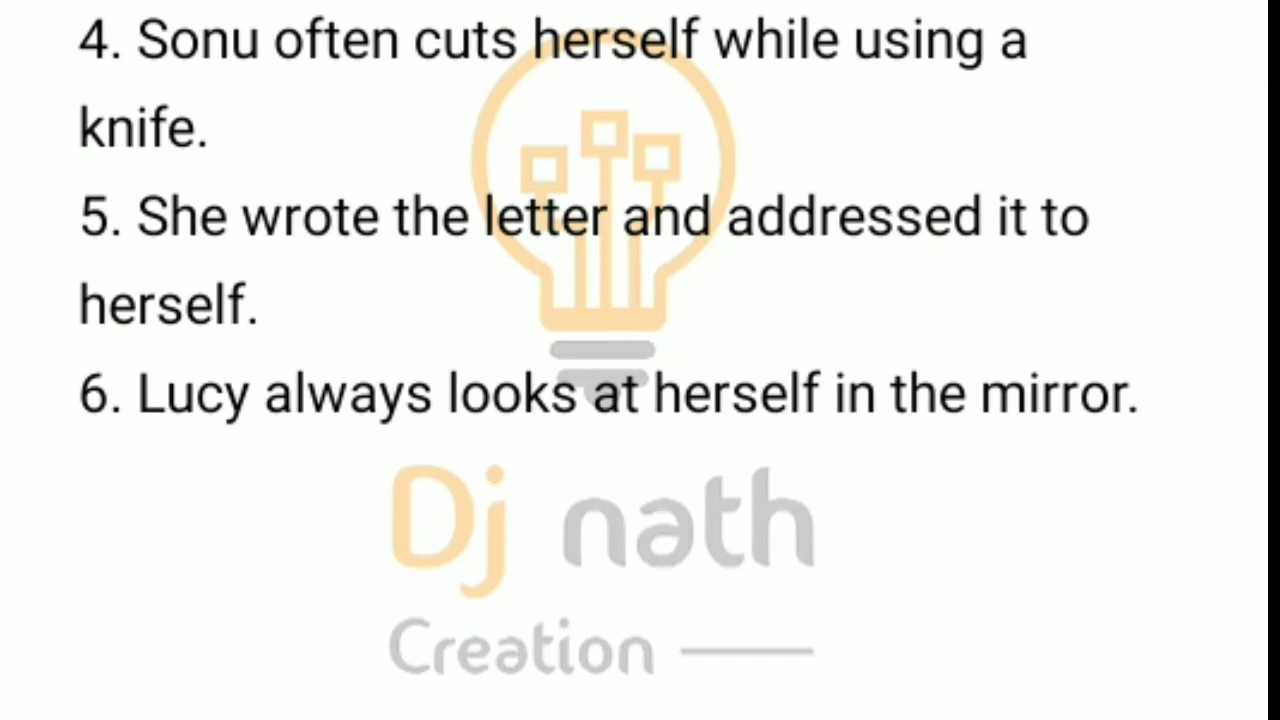 4. Sonu often cuts herself while using a
knife.
5. She wrote the letter and addressed it to
herself.
6. Lucy always looks at herself in the mirror.
Dj nath
Creation